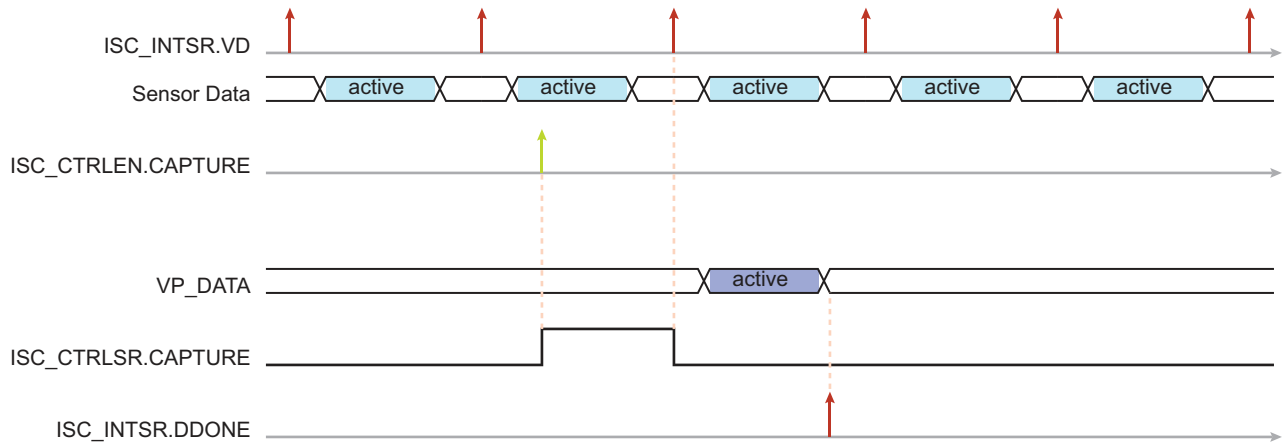 ISC_INTSR.VD
Sensor Data
active active active active active
ISC_CTRLEN.CAPTURE
VP_DATA
active
ISC_CTRLSR.CAPTURE
ISC_INTSR.DDONE